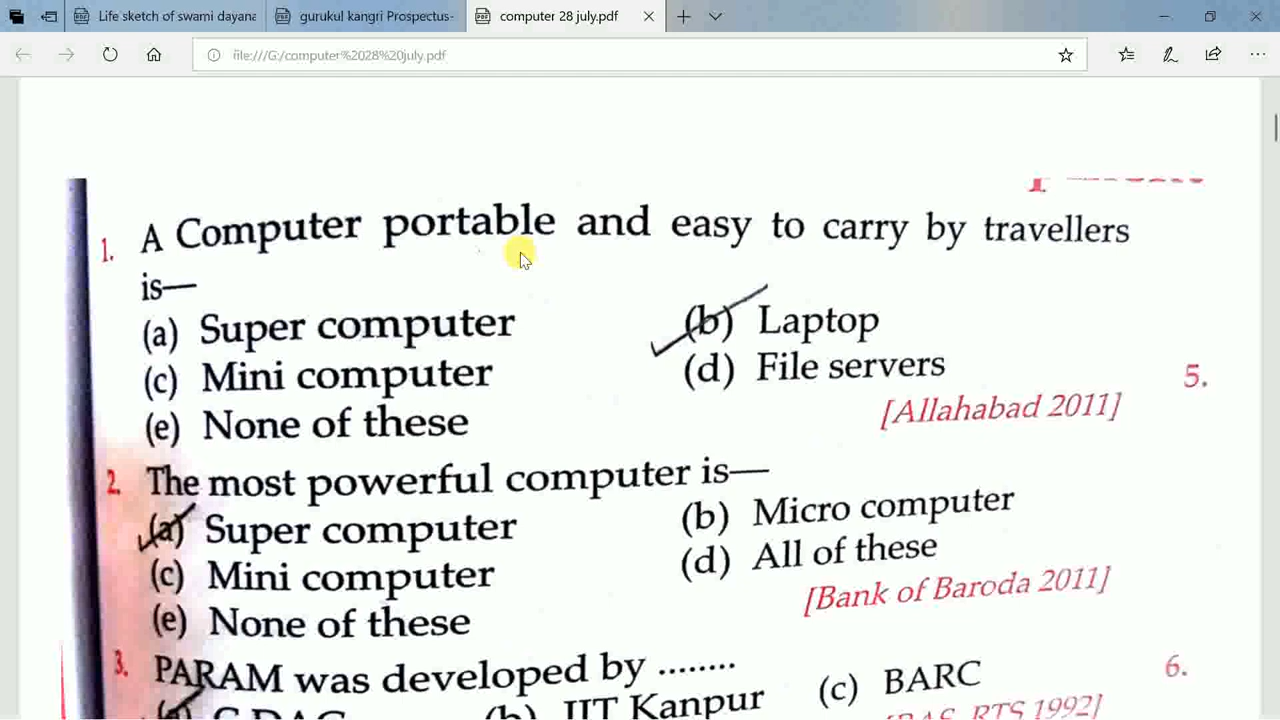 Life sketch of swami dayana
gurukul kangri Prospectus-
computer 28 july.pdf
file:///G:/computer%2028%20july.pdf
1. A Computer portable and easy to carry by travellers
is—
(a) Super computer (b) Laptop
(c) Mini computer (d) File servers
(e) None of these [Allahabad 2011]
5.
2. The most powerful computer is—
(a) Super computer (b) Micro computer
(c) Mini computer (d) All of these
(e) None of these [Bank of Baroda 2011]
3. PARAM was developed by ........
6.
(b) IIT Kanpur (c) BARC
RTS 1992]